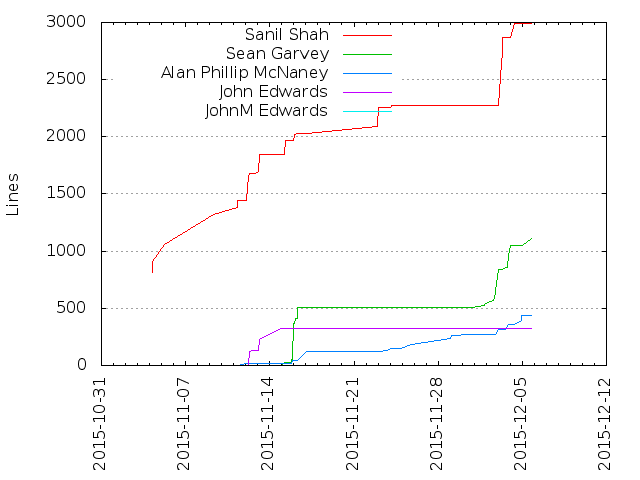 3000
2500
2000
1500
1000
500
0
Lines
Sanil Shah
Sean Garvey
Alan Phillip McNaney
John Edwards
JohnM Edwards
2015-10-31
2015-11-07
2015-11-14
2015-11-21
2015-11-28
2015-12-05
2015-12-12